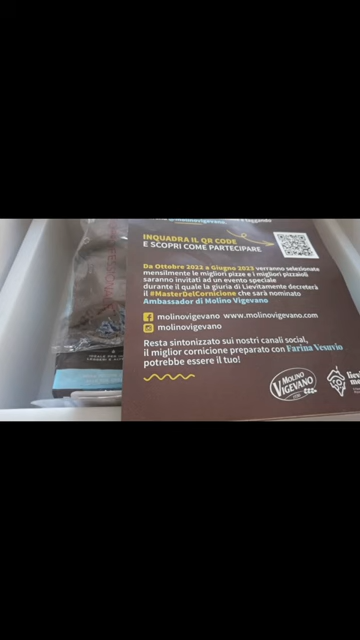 @molinovigevano.
INQUADRA IL QR CODE
E SCOPRI COME PARTECIPARE
Da Ottobre 2022 a Giugno 2023 verranno selezionate
mensilmente le migliori pizze e i migliori pizzaioli
saranno invitati ad un evento speciale
durante il quale la giuria di Lievitamente decreterà
il #MasterDelCornicione che sarà nominato
Ambasciatore di Molino Vigevano
molinovigevano www.molinovigevano.com
molinovigevano
Resta sintonizzato sui nostri canali social,
il miglior cornicione preparato con Farina Vesuvio
potrebbe essere il tuo!
MOLINO
VIGEVANO